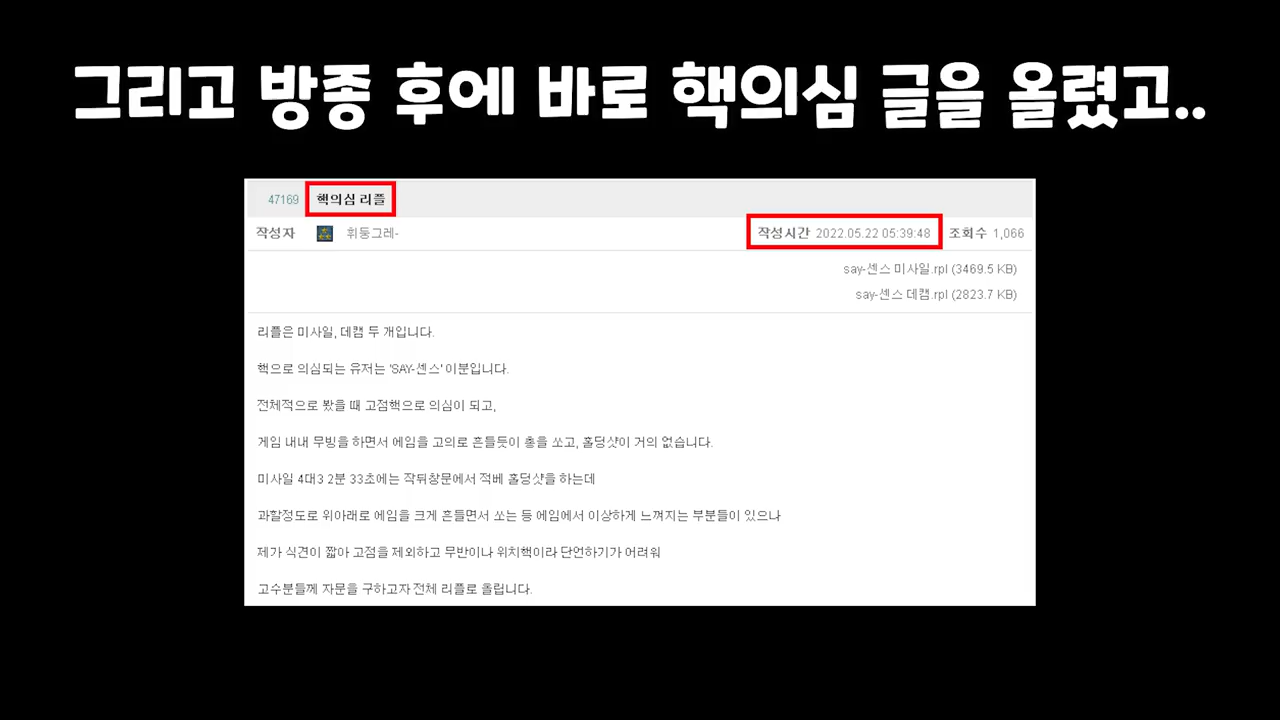 그리고 방종 후에 바로 핵의심 글을 올렸고..
47169 핵의심 리플
작성자 휘둥그레- 작성시간 2022.05.22 05:39:48 조회수 1,066
say-센스 미사일.rpl (3469.5 KB)
say-센스 데캠.rpl (2823.7 KB)
리플은 미사일, 데캠 두 개입니다.
핵으로 의심되는 유저는 'SAY-센스' 이분입니다.
전체적으로 봤을 때 고점핵으로 의심이 되고,
게임 내내 무빙을 하면서 에임을 고의로 흔들듯이 총을 쏘고, 홀딩샷이 거의 없습니다.
미사일 4대3 2분 33초에는 작뒤창문에서 적베 홀딩샷을 하는데
과할정도로 위아래로 에임을 크게 흔들면서 쏘는 등 에임에서 이상하게 느껴지는 부분들이 있으나
제가 식견이 짧아 고점을 제외하고 무반이나 위치핵이라 단언하기가 어려워
고수분들께 자문을 구하고자 전체 리플로 올립니다.